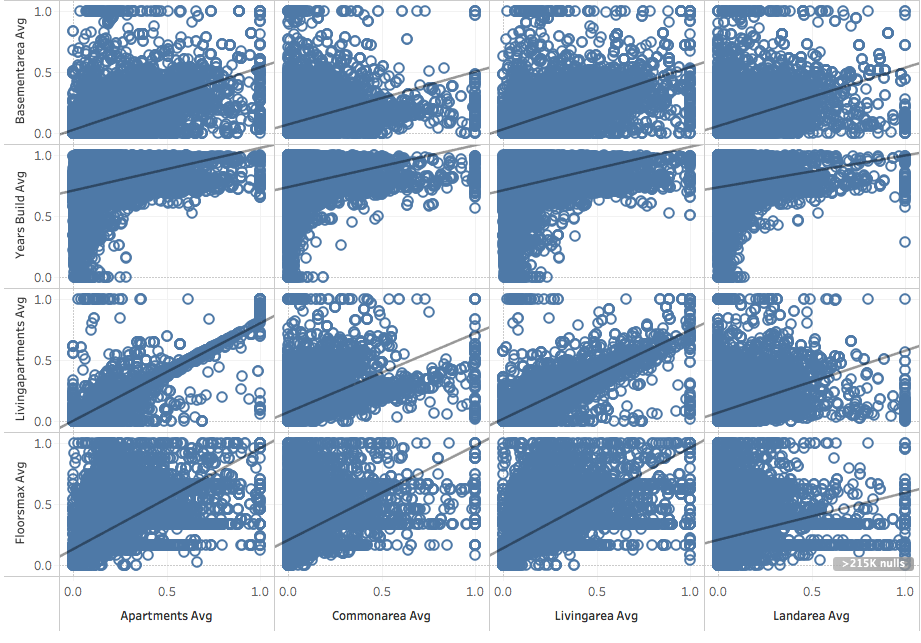 Basementarea Avg
1.0
0.5
0.0
Years Build Avg
1.0
0.5
0.0
Livingapartments Avg
1.0
0.5
0.0
Floorsmax Avg
1.0
0.5
0.0
>215K nulls
0.0 0.5 1.0 0.0 0.5 1.0 0.0 0.5 1.0 0.0 0.5 1.0
Apartments Avg Commonarea Avg Livingarea Avg Landarea Avg